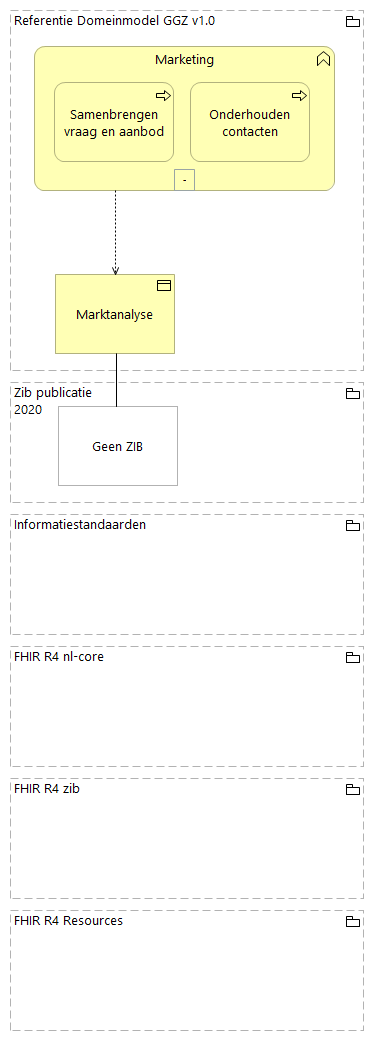 Referentie Domeinmodel GGZ v1.0
Marketing
Samenbrengen
vraag en aanbod
Onderhouden
contacten
-
Marktanalyse
Zib publicatie
2020
Geen ZIB
Informatiestandaarden
FHIR R4 nl-core
FHIR R4 zib
FHIR R4 Resources